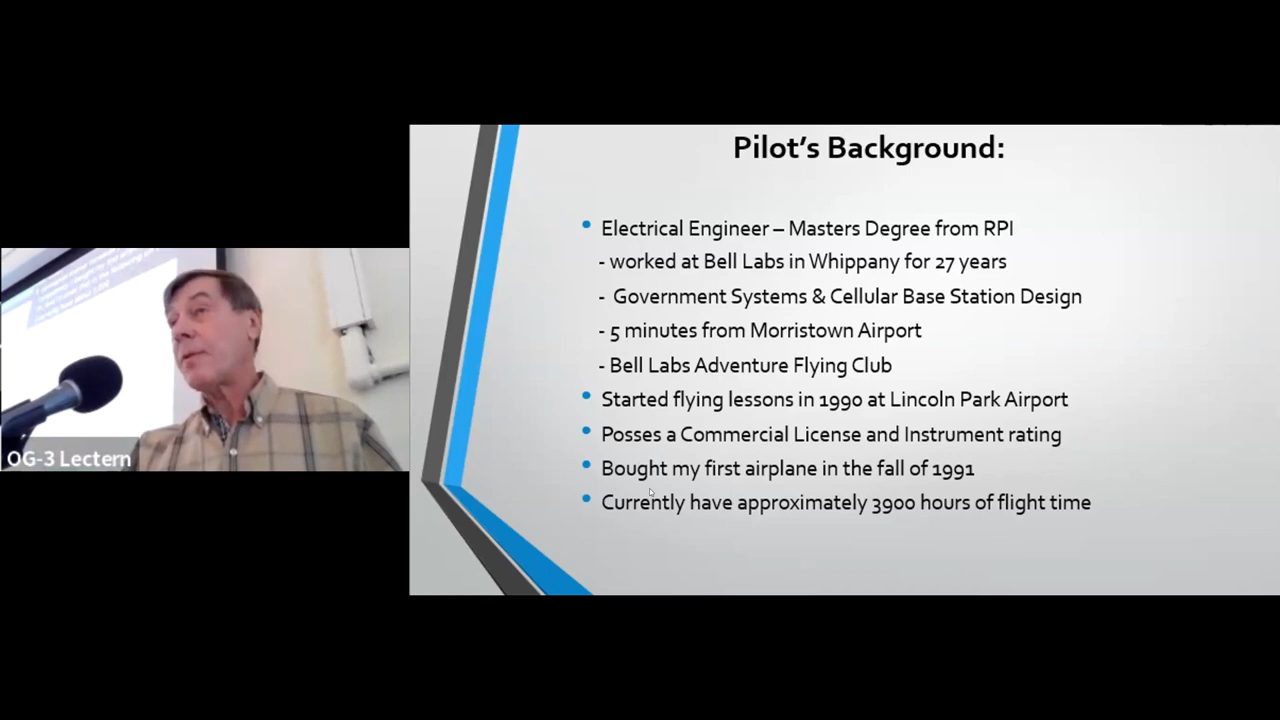 Pilot's Background:
• Electrical Engineer – Masters Degree from RPI
- worked at Bell Labs in Whippany for 27 years
- Government Systems & Cellular Base Station Design
- 5 minutes from Morristown Airport
- Bell Labs Adventure Flying Club
• Started flying lessons in 1990 at Lincoln Park Airport
• Posses a Commercial License and Instrument rating
• Bought my first airplane in the fall of 1991
• Currently have approximately 3900 hours of flight time
OG-3 Lectern